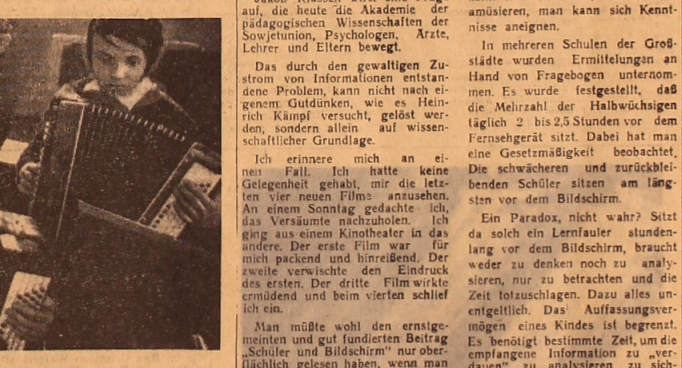 auf, die heute die Akademie der
pädagogischen Wissenschaften der
Sowjetunion, Psychologen, Ärzte,
Lehrer und Eltern bewegt.
Das durch den gewaltigen Zu-
strom von Informationen entstan-
dene Problem, kann nicht nach ei-
genem Gutdünken, wie es Hein-
rich Kämpf versucht, gelöst wer-
den, sondern allein auf wissen-
schaftlicher Grundlage.
Ich erinnere mich an ei-
nen Fall. Ich hatte keine
Gelegenheit gehabt, mir die letz-
ten vier neuen Filme anzusehen.
An einem Sonntag gedachte ich,
das Versäumte nachzuholen. Ich
ging aus einem Kinotheater in das
andere. Der erste Film war für
mich packend und hinreißend. Der
zweite verwischte den Eindruck
des ersten. Der dritte Film wirkte
ermüdend und beim vierten schlief
ich ein.
Man müßte wohl den ernstge-
meinten und gut fundierten Beitrag
„Schüler und Bildschirm" nur ober-
flächlich gelesen haben, wenn man
amüsieren, man kann sich Kennt-
nisse aneignen.
In mehreren Schulen der Groß-
städte wurden Ermittelungen an
Hand von Fragebogen unternom-
men. Es wurde festgestellt, daß
die Mehrzahl der Halbwüchsigen
täglich 2 bis 2,5 Stunden vor dem
Fernsehgerät sitzt. Dabei hat man
eine Gesetzmäßigkeit beobachtet.
Die schwächeren und zurückblei-
benden Schüler sitzen am läng-
sten vor dem Bildschirm.
Ein Paradox, nicht wahr? Sitzt
da solch ein Lernfauler stunden-
lang vor dem Bildschirm, braucht
weder zu denken noch zu analy-
sieren, nur zu betrachten und die
Zeit totzuschlagen. Dazu alles un-
entgeltlich. Das Auffassungsver-
mögen eines Kindes ist begrenzt.
Es benötigt bestimmte Zeit, um die
empfangene Information zu „ver-
dauen" zu analysieren, zu sich-